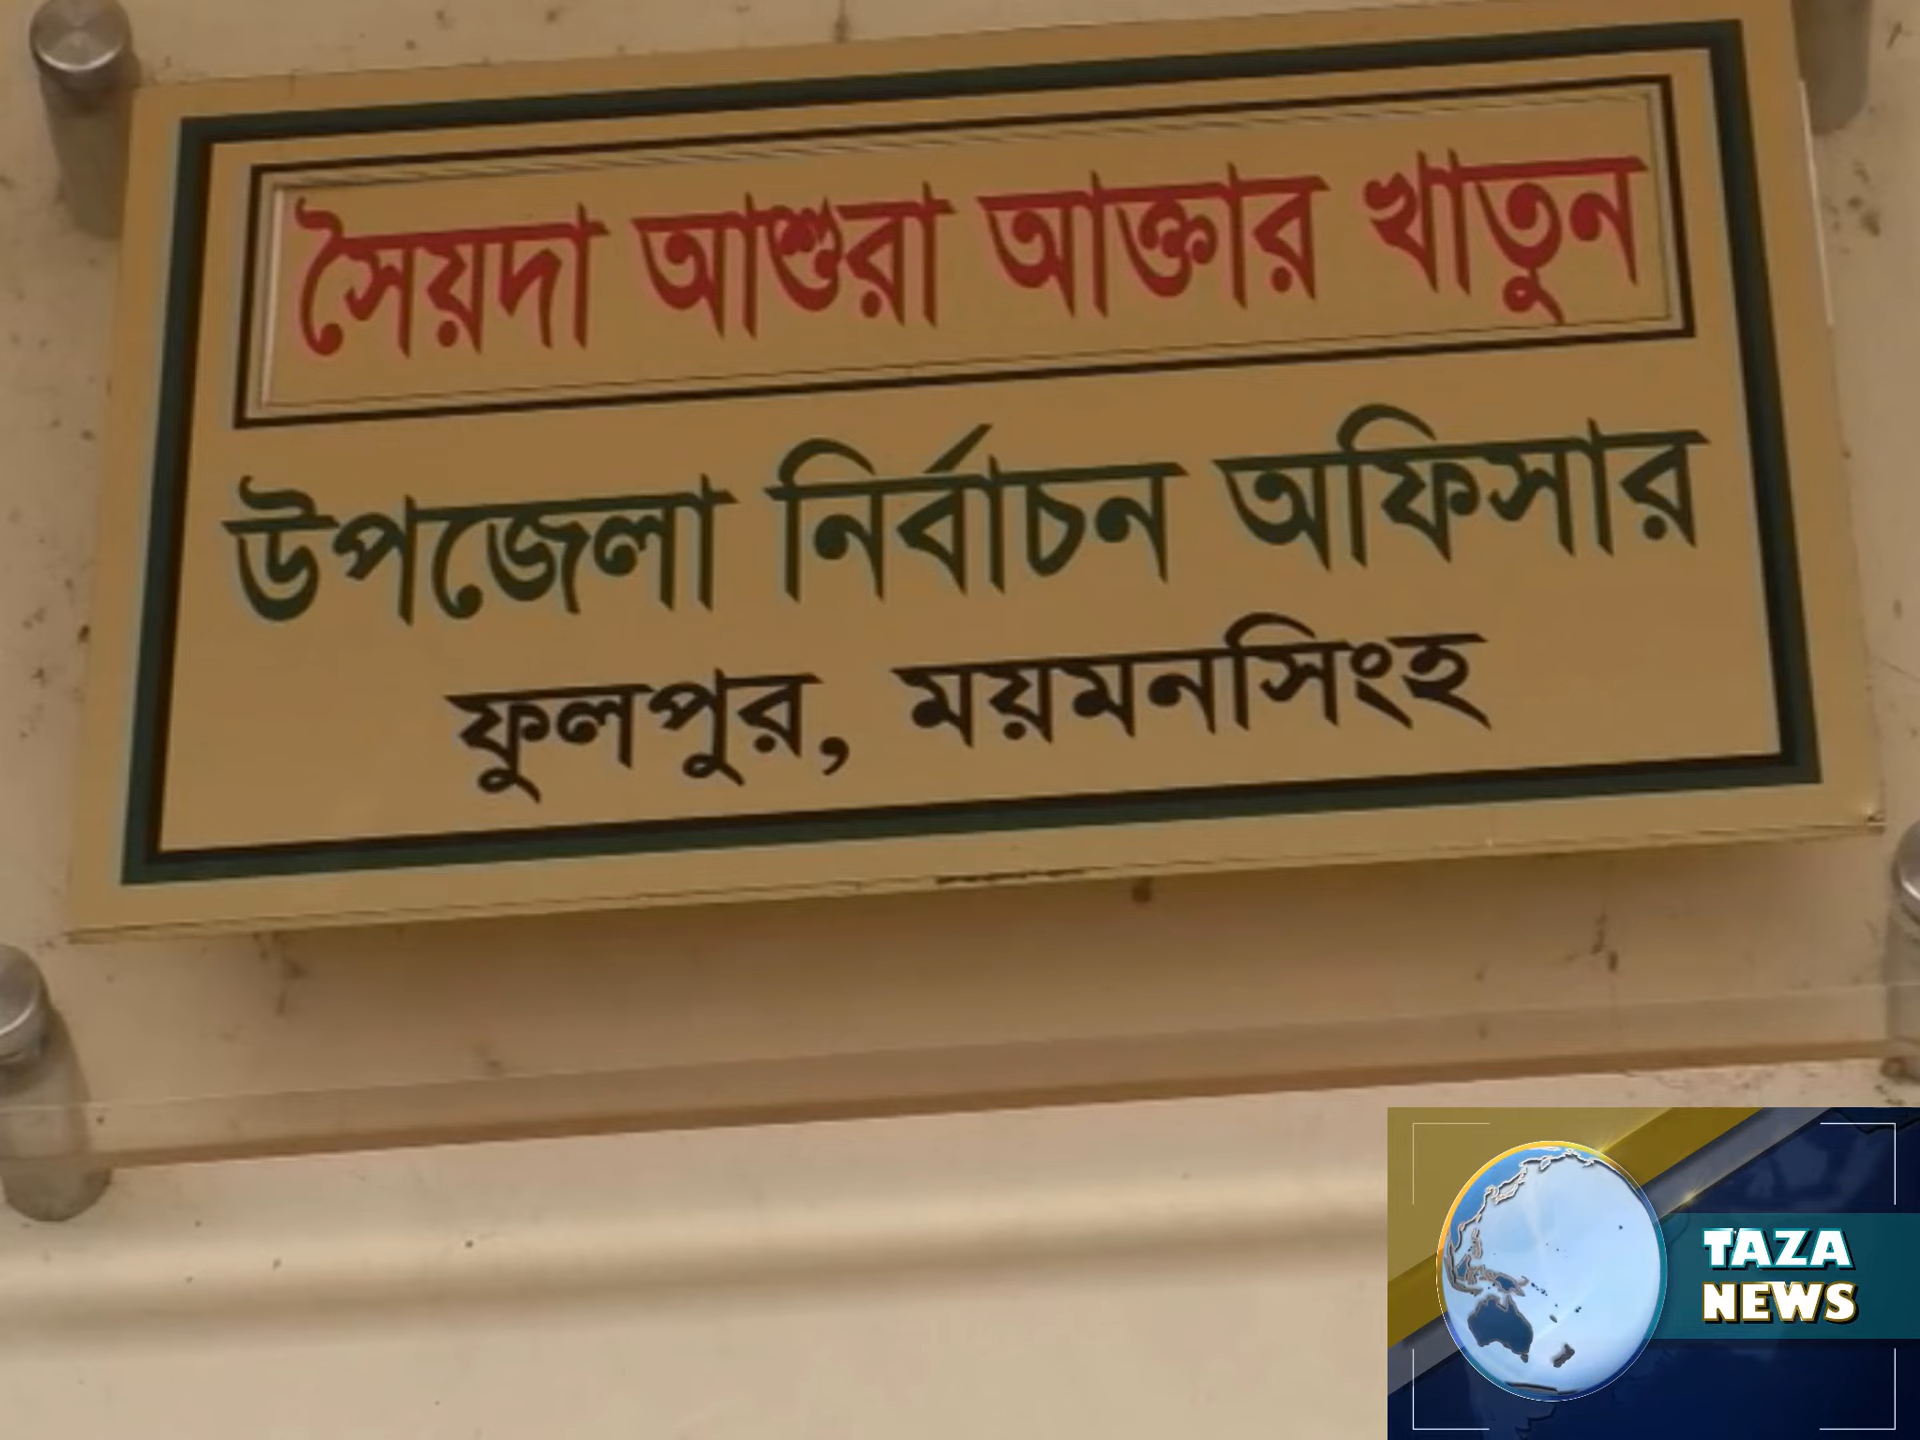 সৈয়দা আশুরা আক্তার খাতুন
উপজেলা নির্বাচন অফিসার
ফুলপুর, ময়মনসিংহ
TAZA
NEWS